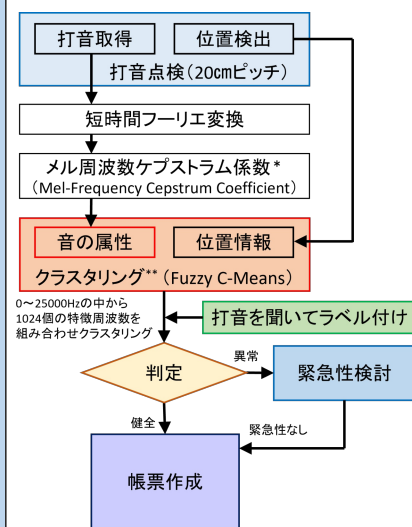 打音取得
位置検出
打音点検(20㎝ピッチ)
短時間フーリエ変換
メル周波数ケプストラム係数*
(Mel-Frequency Cepstrum Coefficient)
音の属性
位置情報
クラスタリング** (Fuzzy C-Means)
0~25000Hzの中から
1024個の特徴周波数を
組み合わせクラスタリング
打音を聞いてラベル付け
判定
異常
緊急性検討
健全
緊急性なし
帳票作成